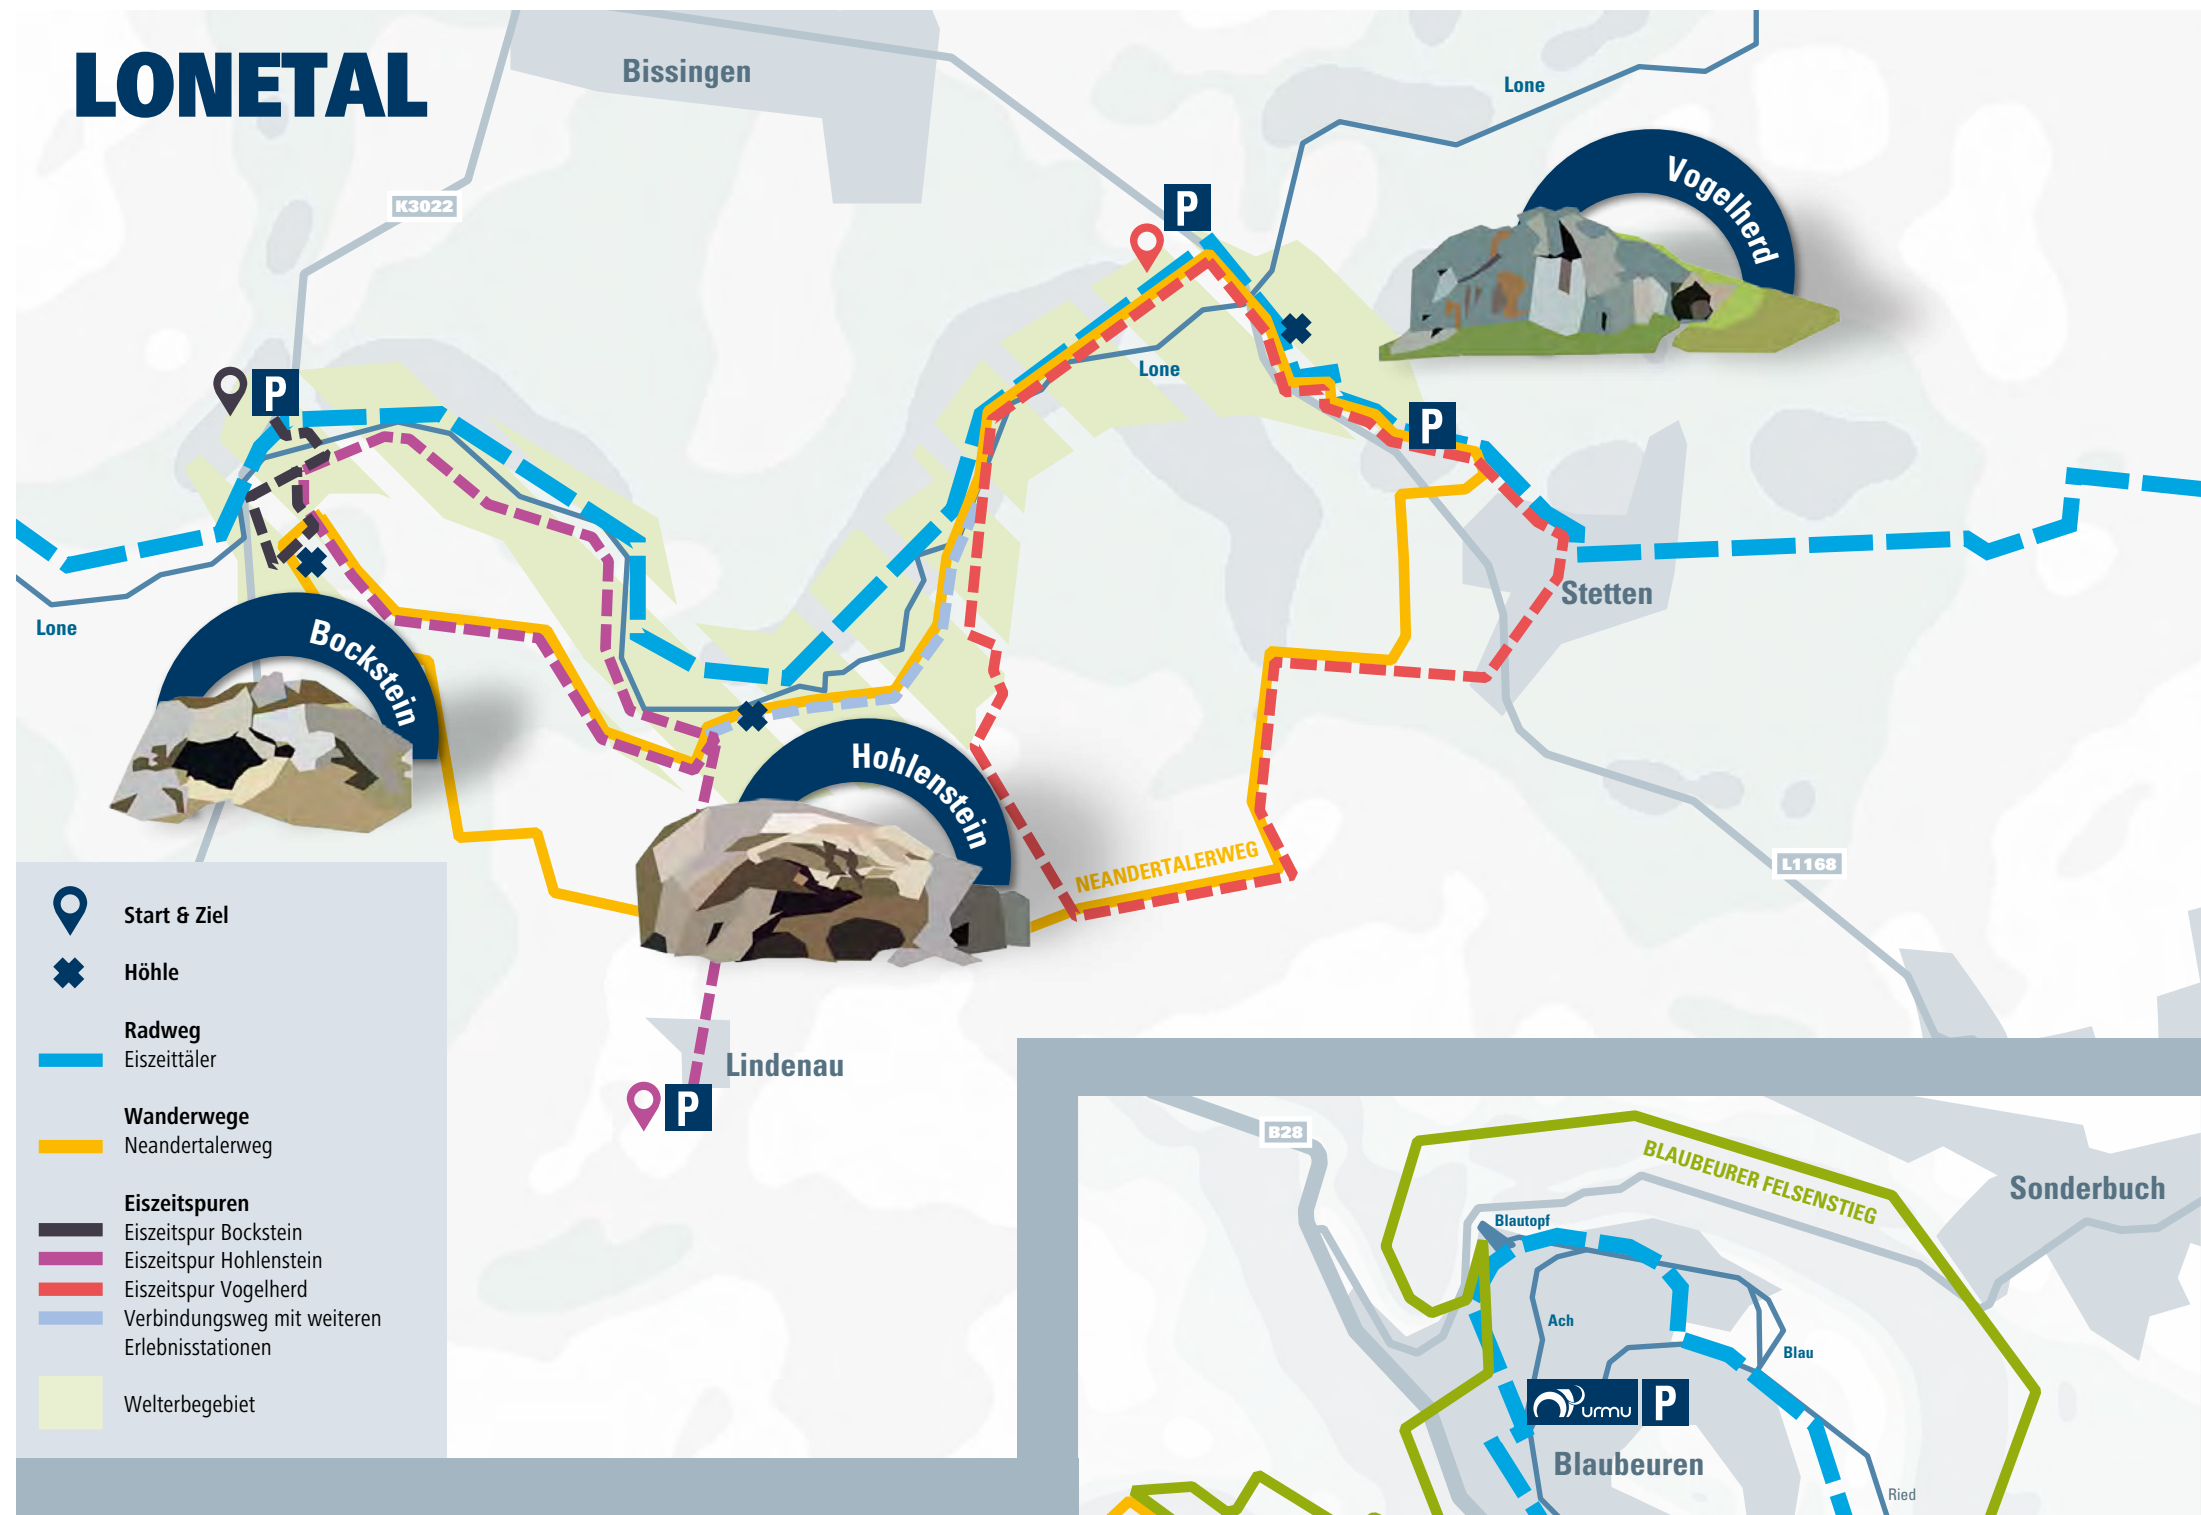 LONETAL
Bissingen
Lone
K3022
P
Vogelherd
P
Lone
P
Stetten
Lone
Bockstein
Hohlenstein
NEANDERTALERWEG
L1168
Lindenau
P
Start & Ziel
Höhle
Radweg
Eiszeittäler
Wanderwege
Neandertalerweg
Eiszeitspuren
Eiszeitspur Bockstein
Eiszeitspur Hohlenstein
Eiszeitspur Vogelherd
Verbindungsweg mit weiteren
Erlebnisstationen
Welterbegebiet
B28
BLAUBEURER FELSENSTIEG
Sonderbuch
Blautopf
Ach
Blau
urmu
P
Blaubeuren
Ried